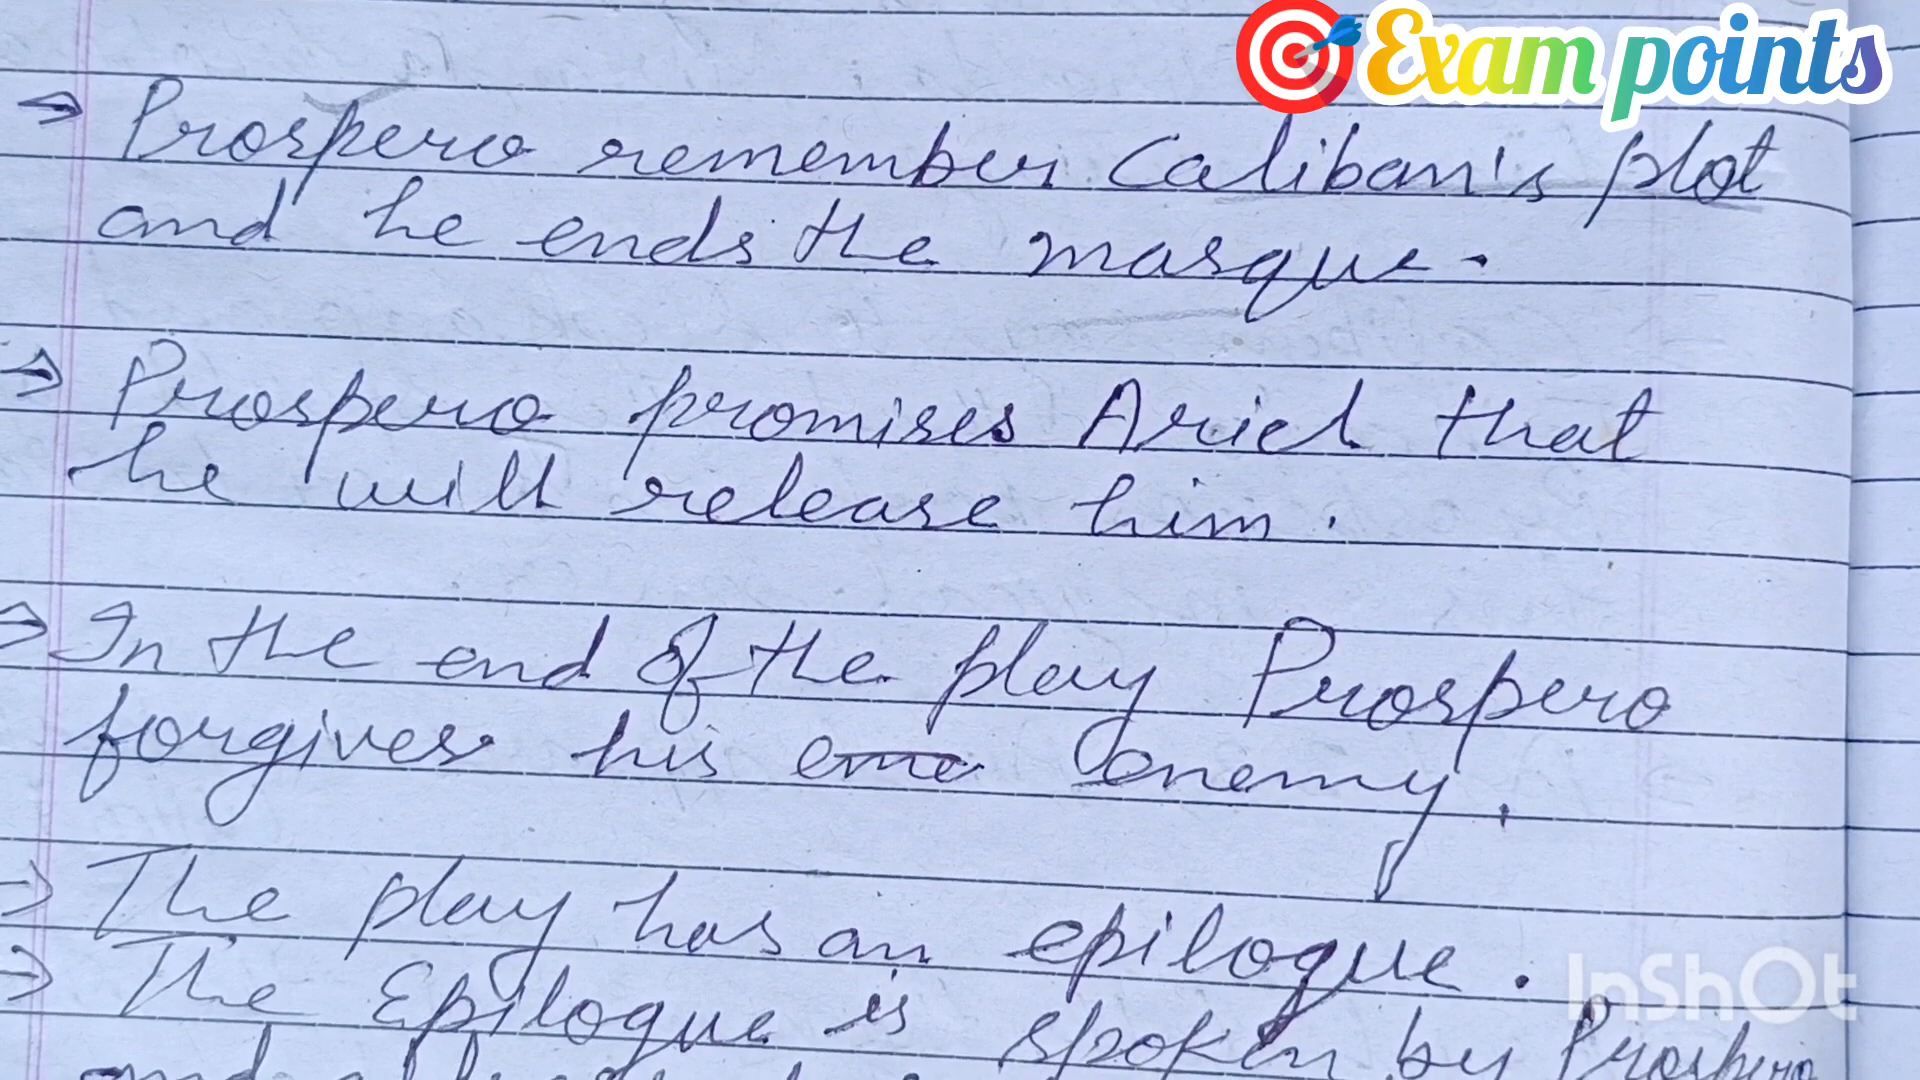 Exam points
→ Prospero remember Caliban's plot
and he ends the masque.
→ Prospero promises Ariel that
he will release him.
→ In the end of the play Prospero
forgives his ene enemy.
→ The play has an epilogue.
→ The Epilogue is spoken by Prospero
and
InShOt